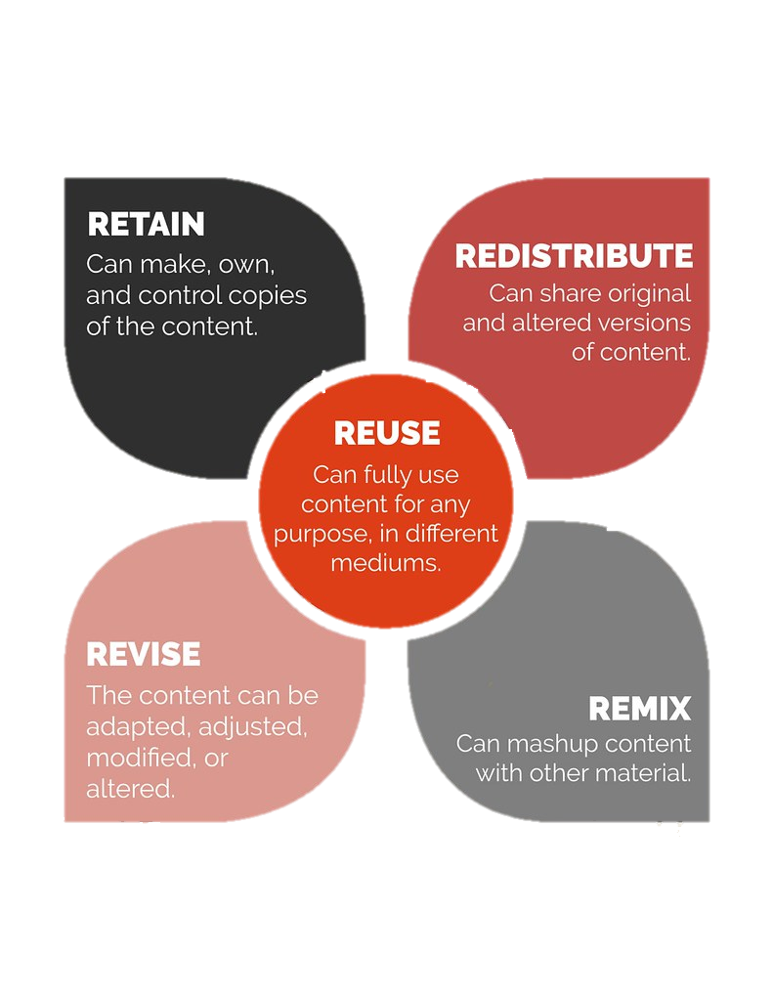 RETAIN
Can make, own,
and control copies
of the content.
REDISTRIBUTE
Can share original
and altered versions
of content.
REUSE
Can fully use
content for any
purpose, in different
mediums.
REVISE
The content can be
adapted, adjusted,
modified, or
altered.
REMIX
Can mashup content
with other material.